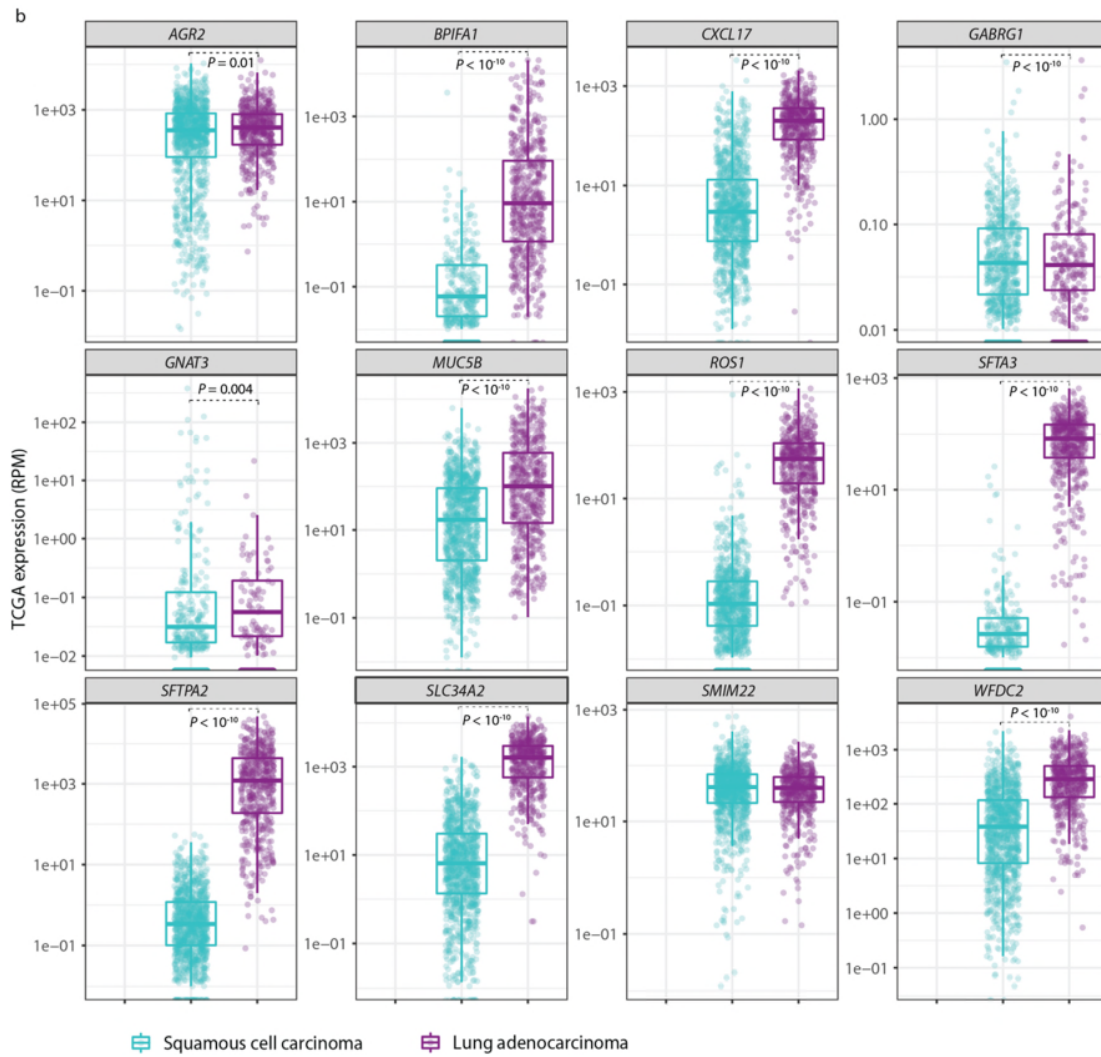 b
AGR2 BPIFA1 CXCL17 GABRG1
P = 0.01 P < 10-10 P < 10-10 P < 10-10
1e+03 1e+03 1e+03 1.00
1e+01 1e+01 1e+01 0.10
1e−01 1e−01 1e−01 0.01
GNAT3 MUC5B ROS1 SFTA3
P = 0.004 P < 10-10 P < 10-10 P < 10-10
1e+02 1e+03 1e+03 1e+03
1e+00 1e+01 1e+01 1e+01
1e−01 1e−01 1e−01 1e−01
1e−02
TCGA expression (RPM)
SFTPA2 SLC34A2 SMIM22 WFDC2
P < 10-10 P < 10-10 P < 10-10
1e+05 1e+03 1e+03 1e+03
1e+03 1e+01 1e+01 1e+02
1e+01 1e−01 1e−01 1e+01
1e−01 1e+00
1e−01
Squamous cell carcinoma Lung adenocarcinoma